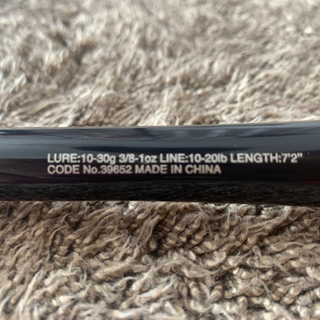 LURE:10-30g 3/8-1oz LINE:10-20lb LENGTH:7'2"
CODE No.39652 MADE IN CHINA